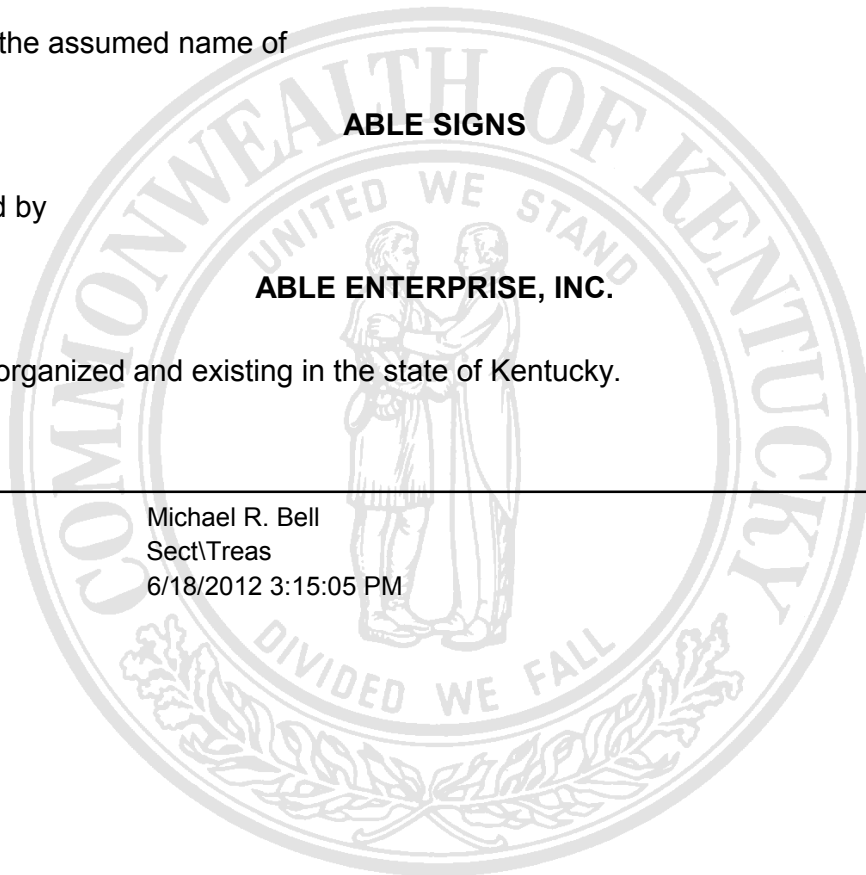 the assumed name of
ABLE SIGNS
d by
ABLE ENTERPRISE, INC.
organized and existing in the state of Kentucky.
Michael R. Bell
Sect\Treas
6/18/2012 3:15:05 PM
COMMONWEALTH OF KENTUCKY
UNITED WE STAND
DIVIDED WE FALL